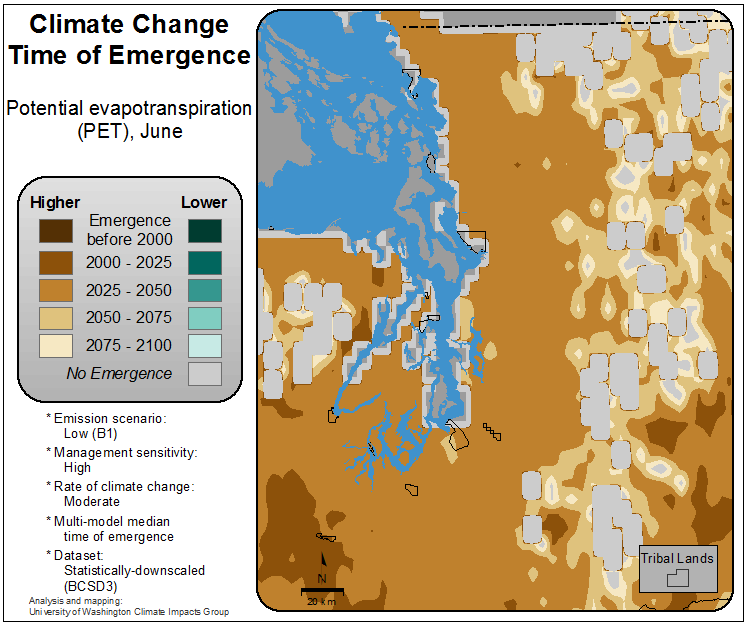 Climate Change
Time of Emergence
Potential evapotranspiration
(PET), June
Higher Lower
Emergence
before 2000
2000 - 2025
2025 - 2050
2050 - 2075
2075 - 2100
No Emergence
* Emission scenario:
Low (B1)
* Management sensitivity:
High
* Rate of climate change:
Moderate
* Multi-model median
time of emergence
* Dataset:
Statistically-downscaled
(BCSD3)
Analysis and mapping:
University of Washington Climate Impacts Group
N
20 km
Tribal Lands